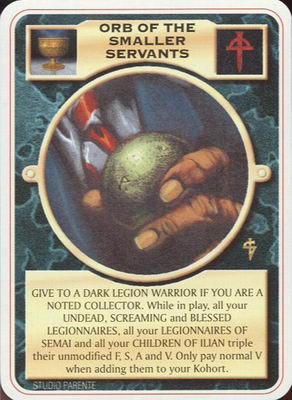 ORB OF THE
SMALLER
SERVANTS
GIVE TO A DARK LEGION WARRIOR IF YOU ARE A
NOTED COLLECTOR. While in play, all your
UNDEAD, SCREAMING and BLESSED
LEGIONNAIRES, all your LEGIONNAIRES OF
SEMAI and all your CHILDREN OF ILIAN triple
their unmodified F, S, A and V. Only pay normal V
when adding them to your Kohort.
STUDIO PARENTE